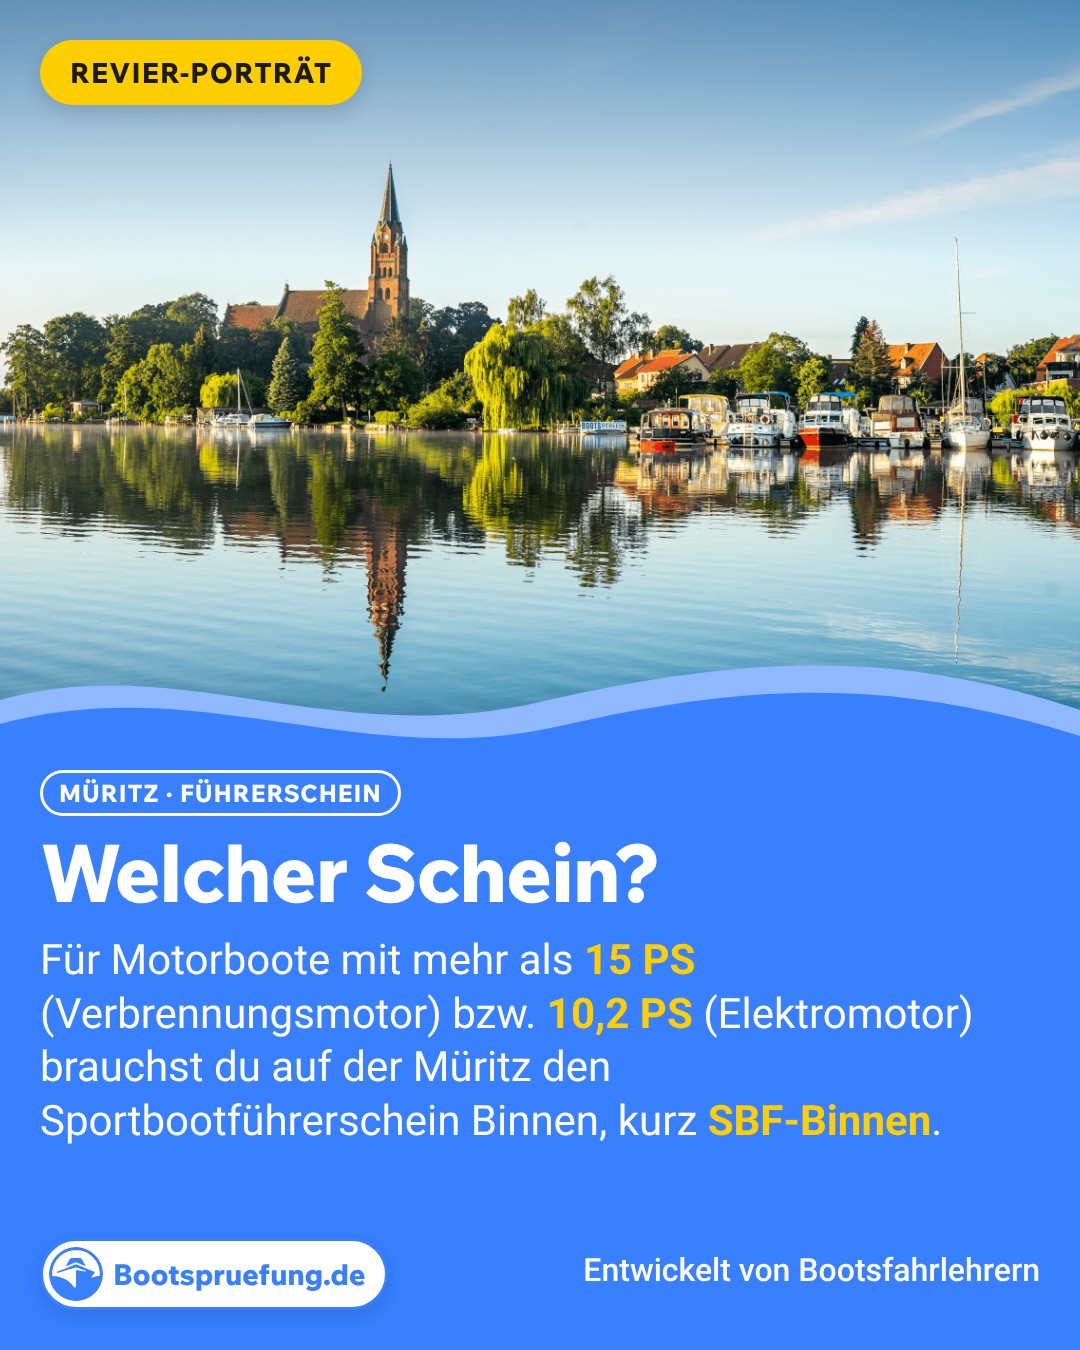 REVIER-PORTRÄT
MÜRITZ · FÜHRERSCHEIN
Welcher Schein?
Für Motorboote mit mehr als 15 PS
(Verbrennungsmotor) bzw. 10,2 PS (Elektromotor)
brauchst du auf der Müritz den
Sportbootführerschein Binnen, kurz SBF-Binnen.
Bootspruefung.de
Entwickelt von Bootsfahrlehrern